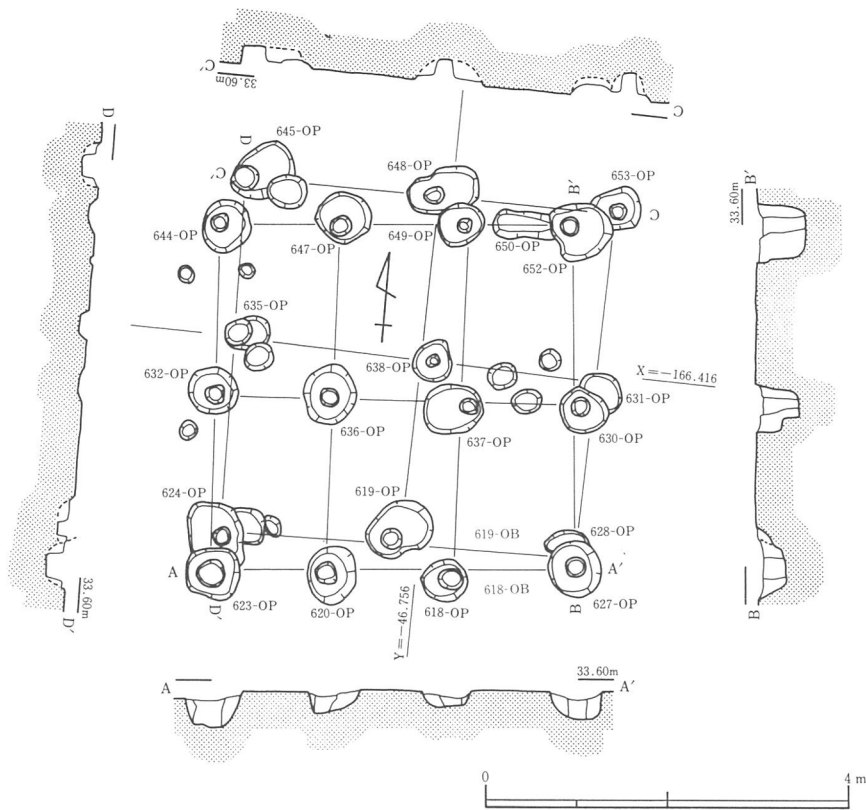 C′
33.60m
C
D
D
C′
645-OP
648-OP
B′
653-OP
C
B′
33.60m
644-OP
647-OP
649-OP
650-OP
652-OP
635-OP
638-OP
X=-166.416
632-OP
631-OP
636-OP
637-OP
630-OP
624-OP
619-OP
619-OB
628-OP
A
A′
623-OP
D′
620-OP
618-OP
618-OB
B
627-OP
Y=-46.756
33.60m
D′
B
A
33.60m
A′
0
4 m